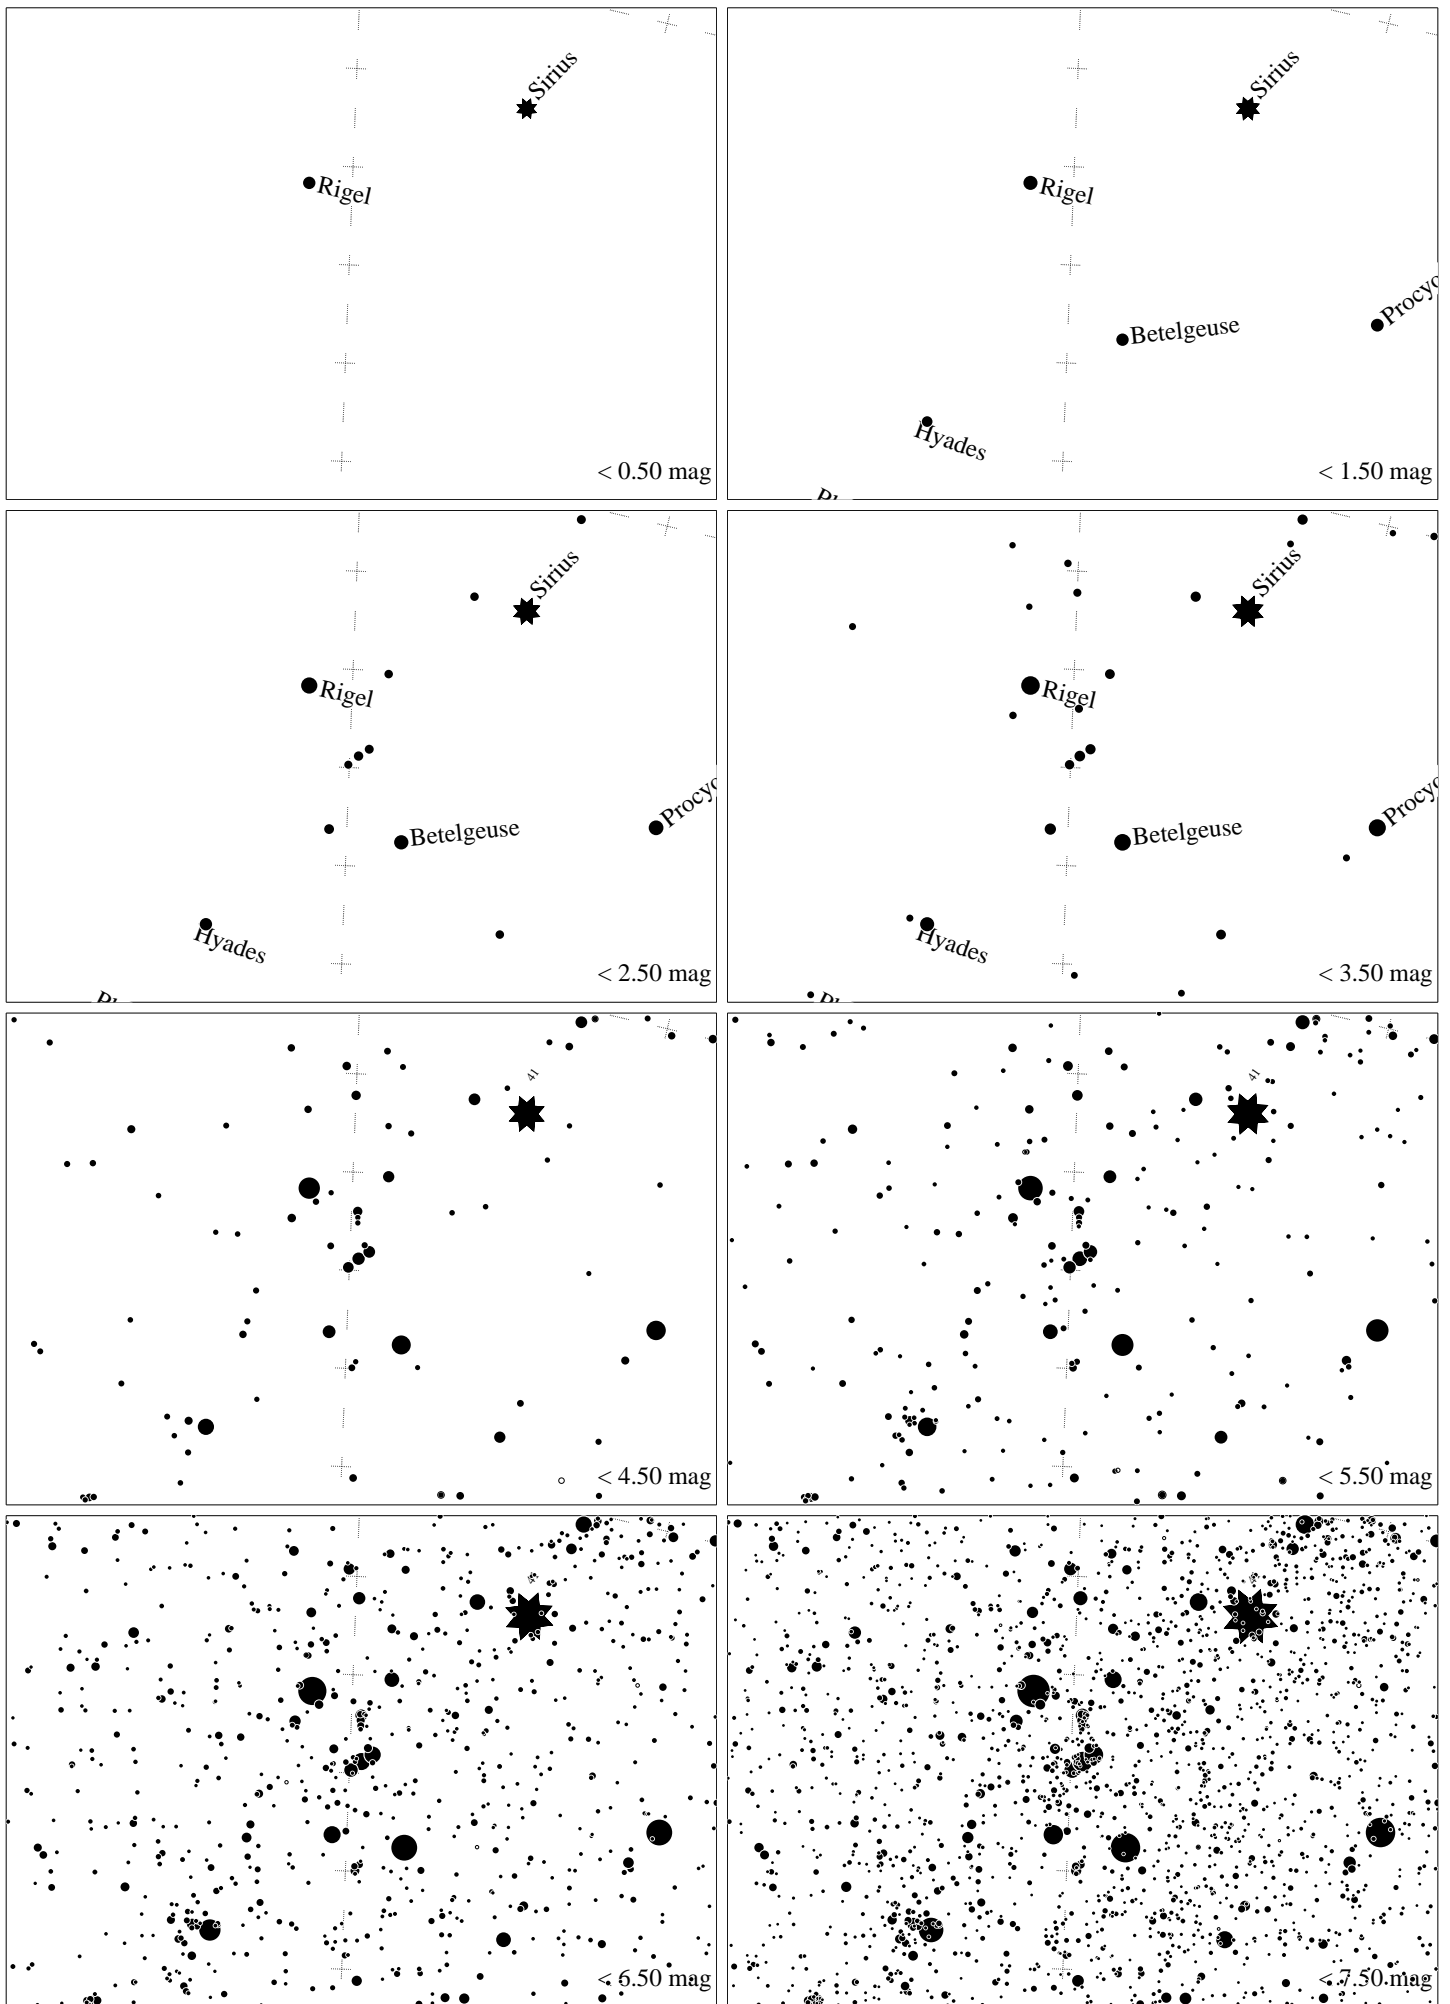 Sirius
Rigel
< 0.50 mag
Sirius
Rigel
Betelgeuse
Hyades
< 1.50 mag
Sirius
Rigel
Betelgeuse
Hyades
< 2.50 mag
Sirius
Rigel
Betelgeuse
Hyades
< 3.50 mag
41
< 4.50 mag
41
< 5.50 mag
< 6.50 mag
< 7.50 mag